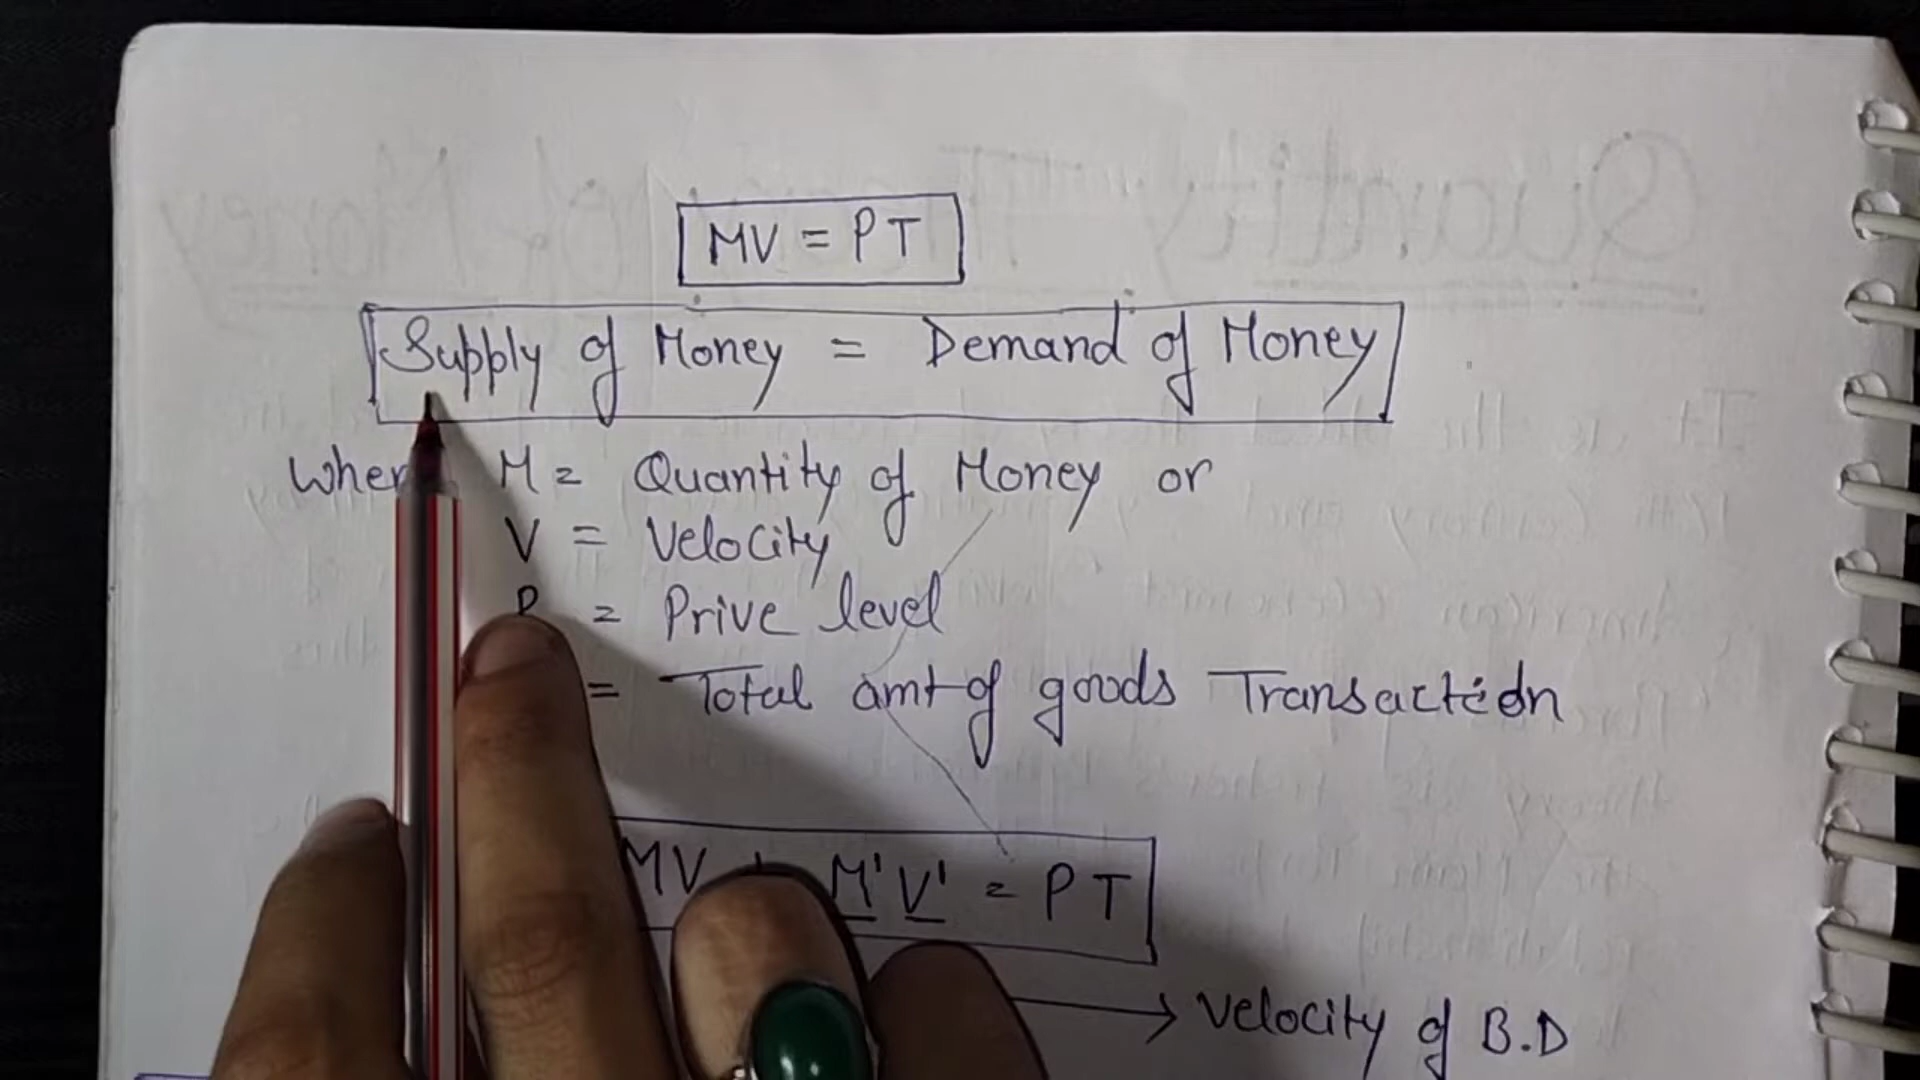 MV = PT
Supply of Money = Demand of Money
Wher M = Quantity of Money or
V = Velocity
P = Prive level
= Total amt of goods Transaction
MV + M'V' = PT
→ Velocity of B.D